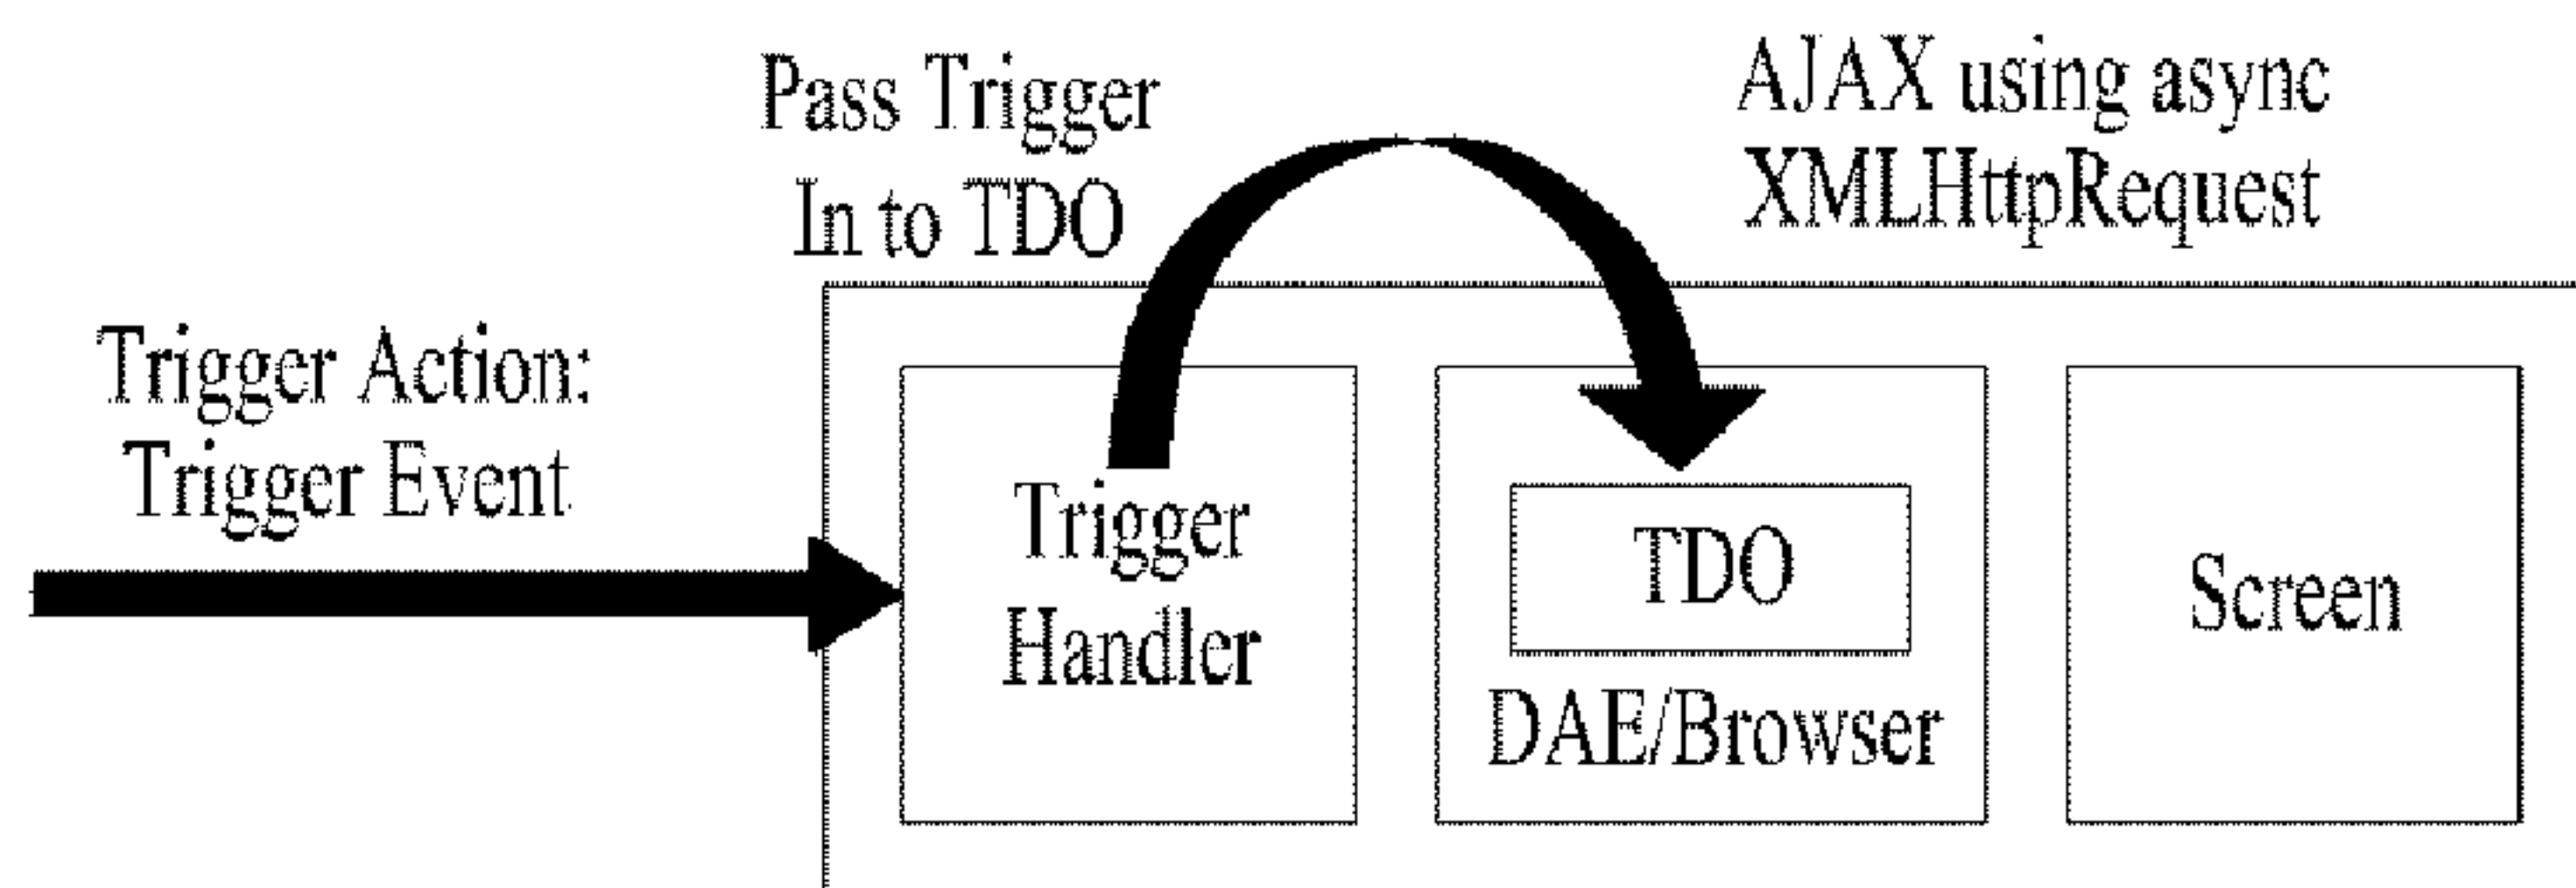 Pass Trigger
In to TDO
AJAX using async
XMLHttpRequest
Trigger Action:
Trigger Event
Trigger
Handler
TDO
DAE/Browser
Screen